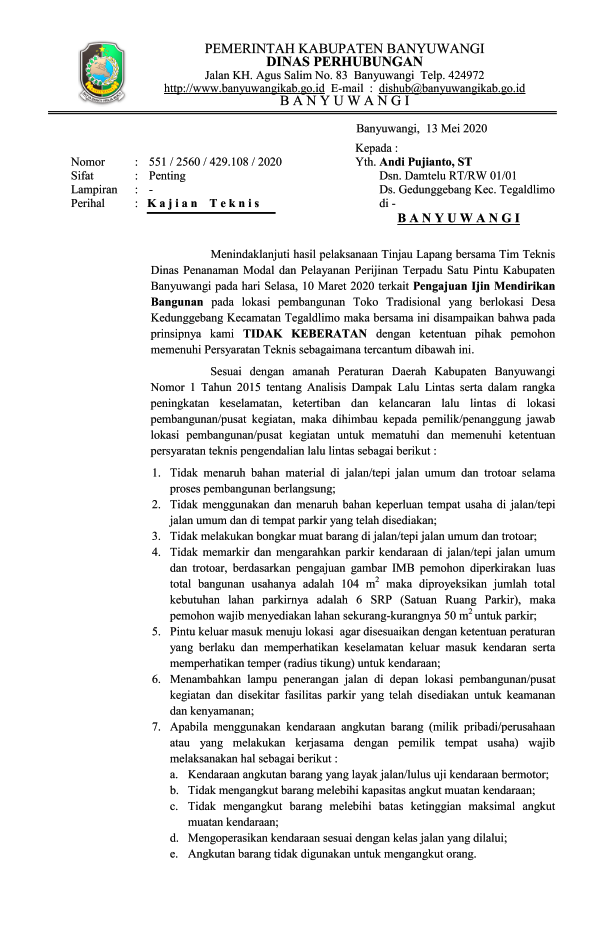 PEMERINTAH KABUPATEN BANYUWANGI
DINAS PERHUBUNGAN
Jalan KH. Agus Salim No. 83 Banyuwangi Telp. 424972
http://www.banyuwangikab.go.id E-mail : dishub@banyuwangikab.go.id
B A N Y U W A N G I
Banyuwangi, 13 Mei 2020
Kepada :
Nomor : 551 / 2560 / 429.108 / 2020 Yth. Andi Pujianto, ST
Sifat : Penting Dsn. Damtelu RT/RW 01/01
Lampiran : - Ds. Gedunggebang Kec. Tegaldlimo
Perihal : K a j i a n T e k n i s di -
B A N Y U W A N G I
Menindaklanjuti hasil pelaksanaan Tinjau Lapang bersama Tim Teknis
Dinas Penanaman Modal dan Pelayanan Perijinan Terpadu Satu Pintu Kabupaten
Banyuwangi pada hari Selasa, 10 Maret 2020 terkait Pengajuan Ijin Mendirikan
Bangunan pada lokasi pembangunan Toko Tradisional yang berlokasi Desa
Kedunggebang Kecamatan Tegaldlimo maka bersama ini disampaikan bahwa pada
prinsipnya kami TIDAK KEBERATAN dengan ketentuan pihak pemohon
memenuhi Persyaratan Teknis sebagaimana tercantum dibawah ini.
Sesuai dengan amanah Peraturan Daerah Kabupaten Banyuwangi
Nomor 1 Tahun 2015 tentang Analisis Dampak Lalu Lintas serta dalam rangka
peningkatan keselamatan, ketertiban dan kelancaran lalu lintas di lokasi
pembangunan/pusat kegiatan, maka dihimbau kepada pemilik/penanggung jawab
lokasi pembangunan/pusat kegiatan untuk mematuhi dan memenuhi ketentuan
persyaratan teknis pengendalian lalu lintas sebagai berikut :
1. Tidak menaruh bahan material di jalan/tepi jalan umum dan trotoar selama
proses pembangunan berlangsung;
2. Tidak menggunakan dan menaruh bahan keperluan tempat usaha di jalan/tepi
jalan umum dan di tempat parkir yang telah disediakan;
3. Tidak melakukan bongkar muat barang di jalan/tepi jalan umum dan trotoar;
4. Tidak memarkir dan mengarahkan parkir kendaraan di jalan/tepi jalan umum
dan trotoar, berdasarkan pengajuan gambar IMB pemohon diperkirakan luas
total bangunan usahanya adalah 104 m² maka diproyeksikan jumlah total
kebutuhan lahan parkirnya adalah 6 SRP (Satuan Ruang Parkir), maka
pemohon wajib menyediakan lahan sekurang-kurangnya 50 m² untuk parkir;
5. Pintu keluar masuk menuju lokasi agar disesuaikan dengan ketentuan peraturan
yang berlaku dan memperhatikan keselamatan keluar masuk kendaran serta
memperhatikan temper (radius tikung) untuk kendaraan;
6. Menambahkan lampu penerangan jalan di depan lokasi pembangunan/pusat
kegiatan dan disekitar fasilitas parkir yang telah disediakan untuk keamanan
dan kenyamanan;
7. Apabila menggunakan kendaraan angkutan barang (milik pribadi/perusahaan
atau yang melakukan kerjasama dengan pemilik tempat usaha) wajib
melaksanakan hal sebagai berikut :
a. Kendaraan angkutan barang yang layak jalan/lulus uji kendaraan bermotor;
b. Tidak mengangkut barang melebihi kapasitas angkut muatan kendaraan;
c. Tidak mengangkut barang melebihi batas ketinggian maksimal angkut
muatan kendaraan;
d. Mengoperasikan kendaraan sesuai dengan kelas jalan yang dilalui;
e. Angkutan barang tidak digunakan untuk mengangkut orang.